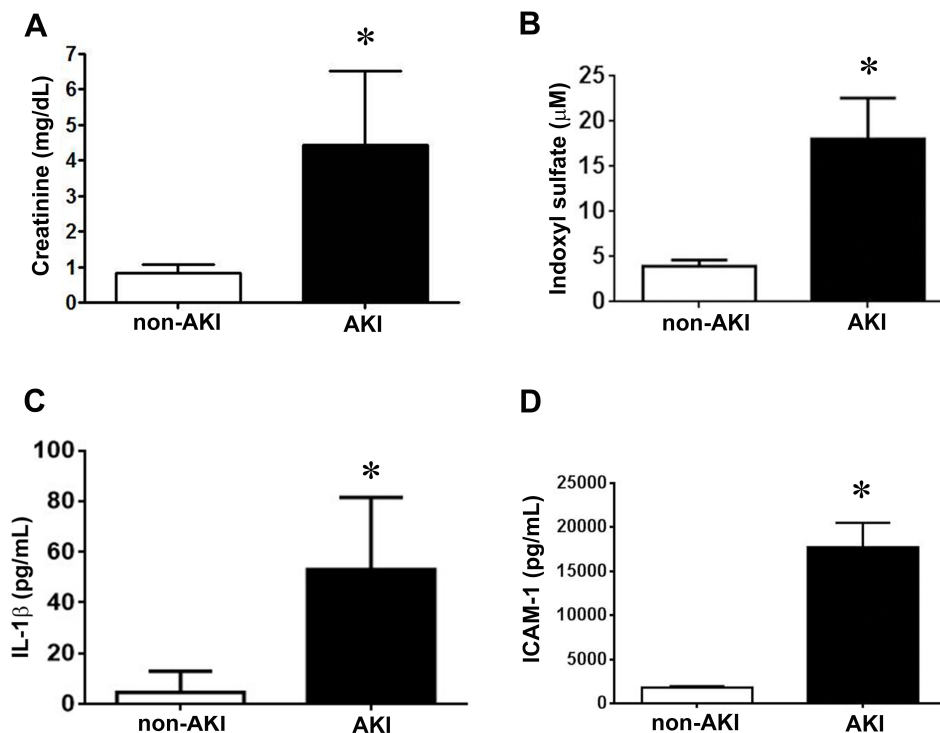 A
Creatinine (mg/dL)
7
6
5
4
3
2
1
0
*
non-AKI
AKI
B
Indoxyl sulfate (μM)
25
20
15
10
5
0
*
non-AKI
AKI
C
IL-1β (pg/mL)
100
80
60
40
20
0
*
non-AKI
AKI
D
ICAM-1 (pg/mL)
25000
20000
15000
10000
5000
0
*
non-AKI
AKI